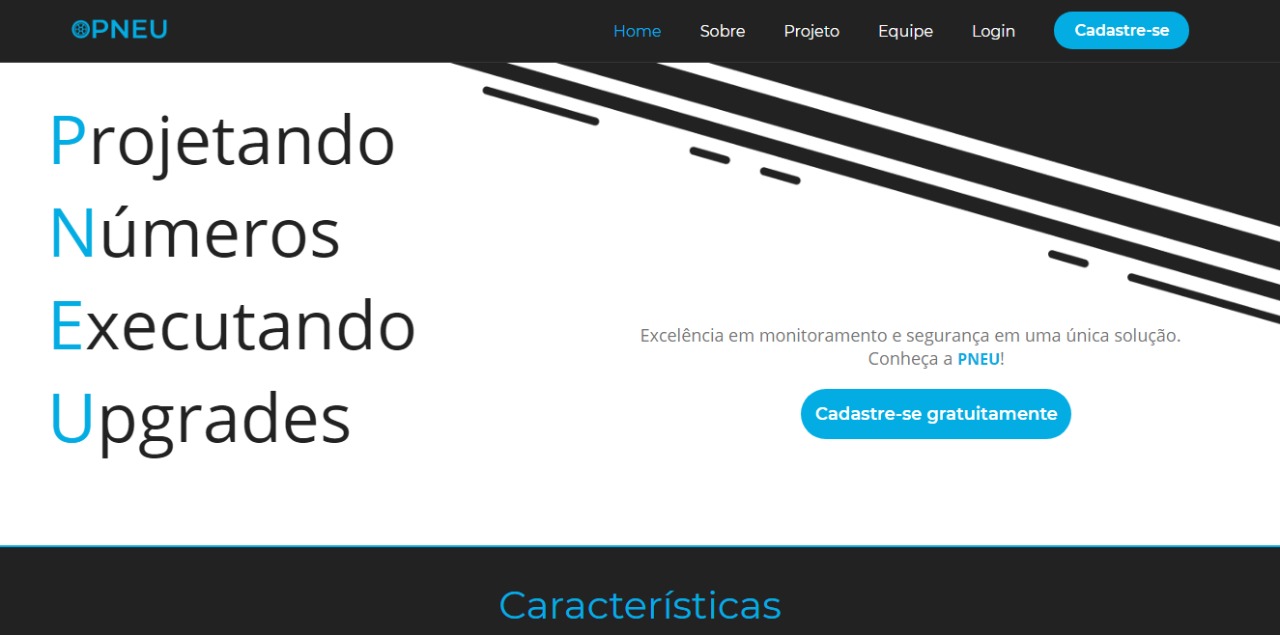 PNEU
Home Sobre Projeto Equipe Login Cadastre-se
Projetando
Números
Executando
Upgrades
Excelência em monitoramento e segurança em uma única solução.
Conheça a PNEU!
Cadastre-se gratuitamente
Características